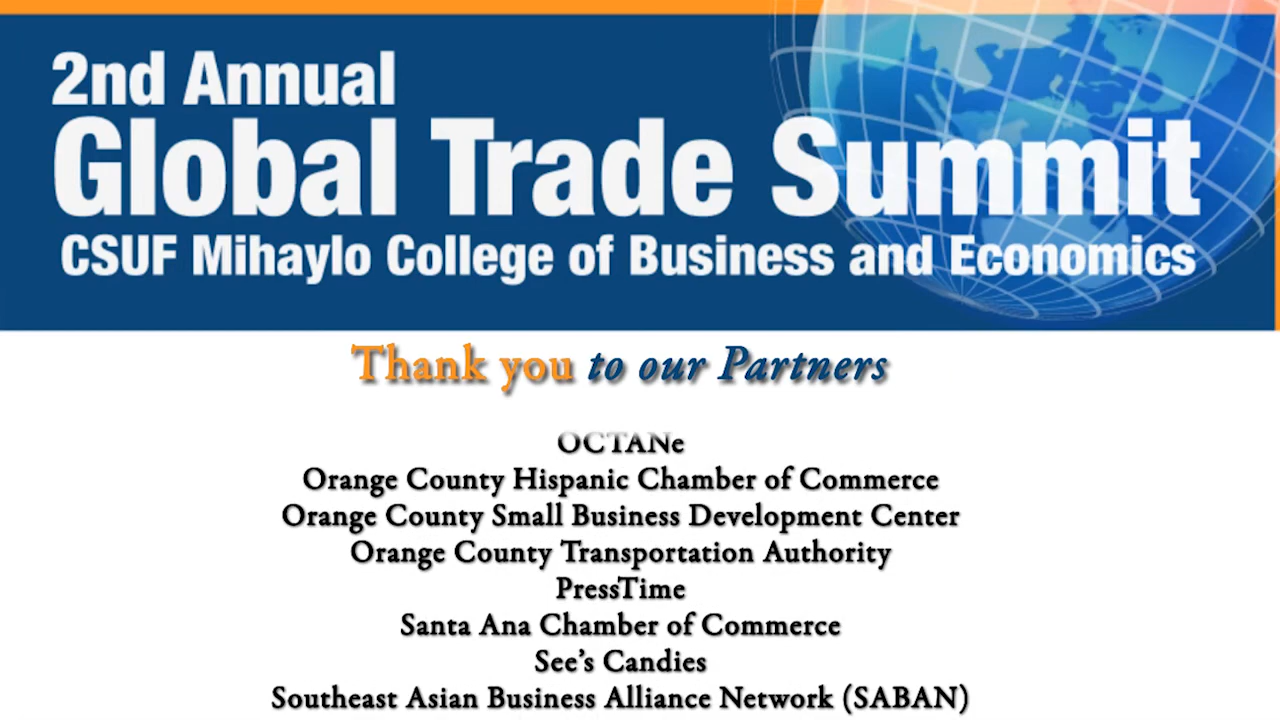 2nd Annual
Global Trade Summit
CSUF Mihaylo College of Business and Economics
Thank you to our Partners
OCTANe
Orange County Hispanic Chamber of Commerce
Orange County Small Business Development Center
Orange County Transportation Authority
PressTime
Santa Ana Chamber of Commerce
See’s Candies
Southeast Asian Business Alliance Network (SABAN)